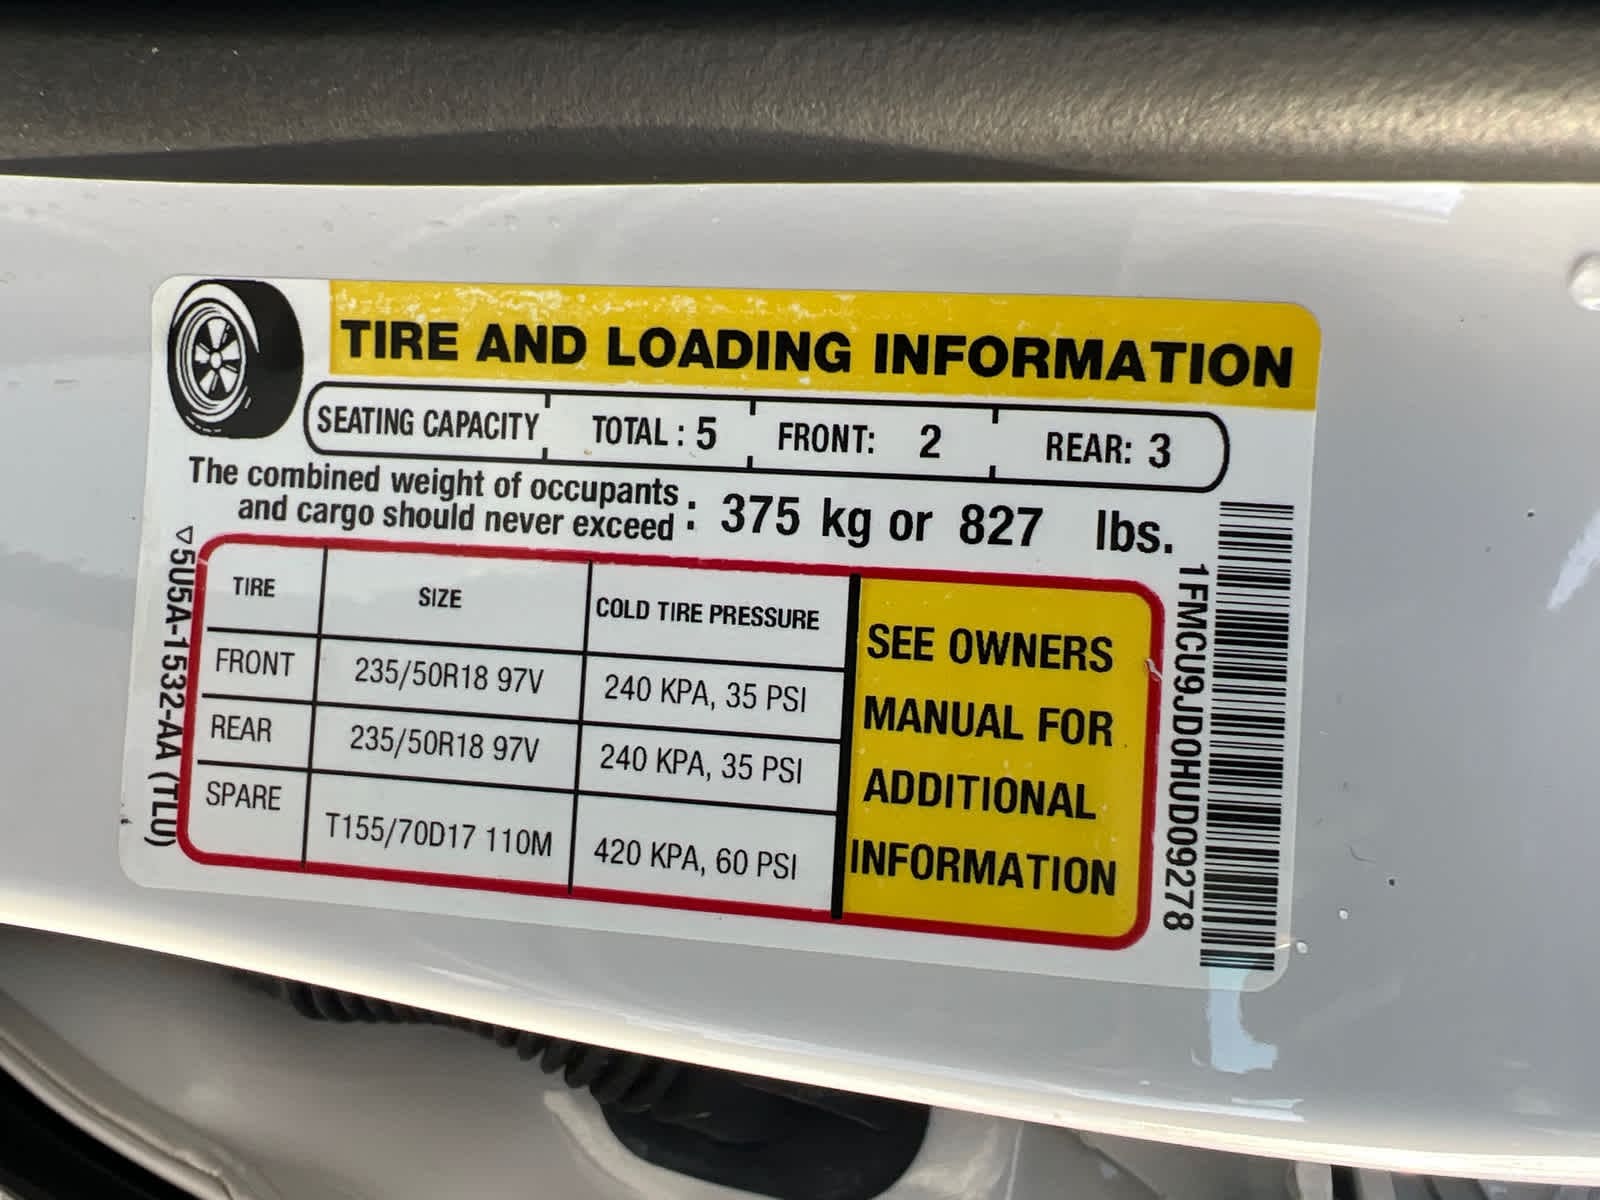 TIRE AND LOADING INFORMATION
SEATING CAPACITY TOTAL : 5 FRONT: 2 REAR: 3
The combined weight of occupants
and cargo should never exceed : 375 kg or 827 lbs.
TIRE SIZE COLD TIRE PRESSURE
FRONT 235/50R18 97V 240 KPA, 35 PSI
REAR 235/50R18 97V 240 KPA, 35 PSI
SPARE T155/70D17 110M 420 KPA, 60 PSI
SEE OWNERS
MANUAL FOR
ADDITIONAL
INFORMATION
▽5U5A-1532-AA (TLU)
1FMCU9JD0HUD09278